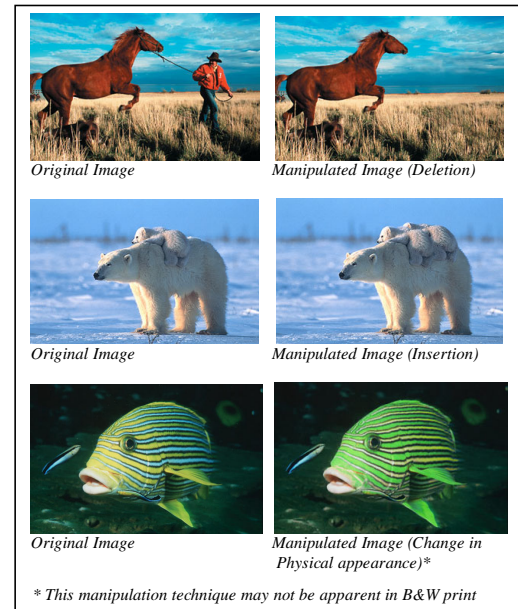 Original Image
Manipulated Image (Deletion)
Original Image
Manipulated Image (Insertion)
Original Image
Manipulated Image (Change in
Physical appearance)*
* This manipulation technique may not be apparent in B&W print